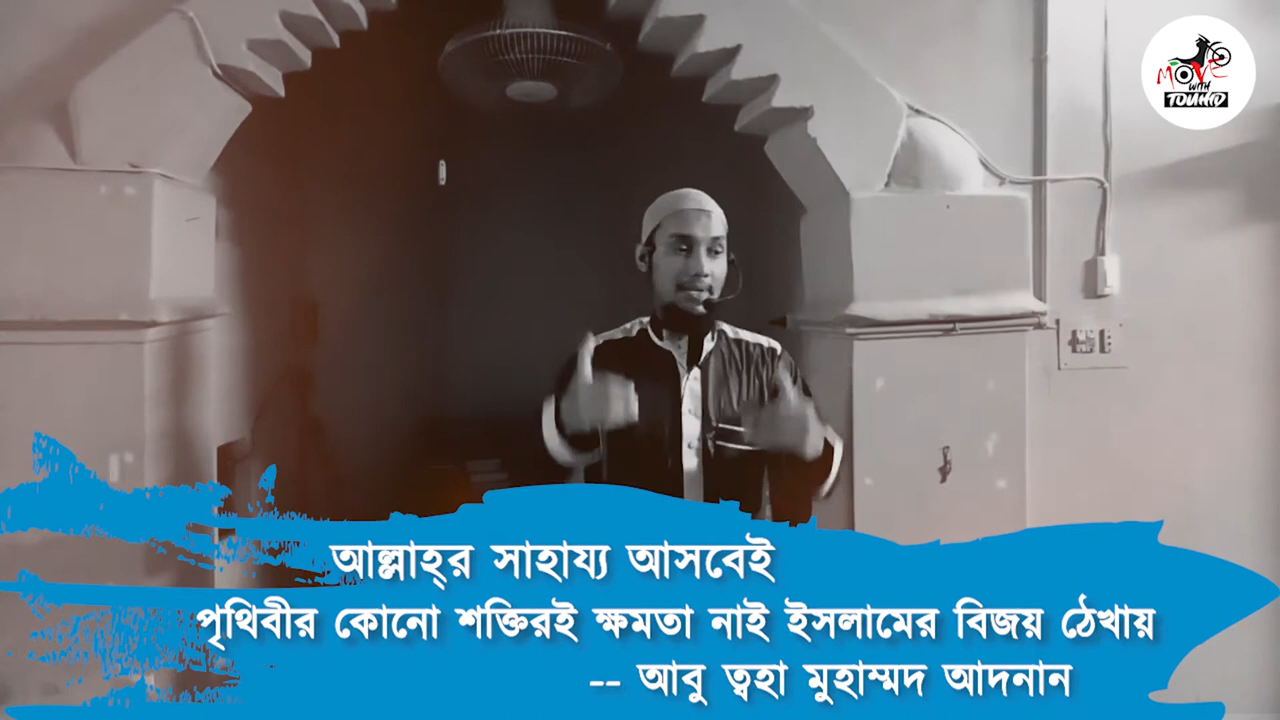 MOVE
WITH
TOUHID
আল্লাহ্‌র সাহায্য আসবেই
পৃথিবীর কোনো শক্তিরই ক্ষমতা নাই ইসলামের বিজয় ঠেখায়
-- আবু ত্বহা মুহাম্মদ আদনান